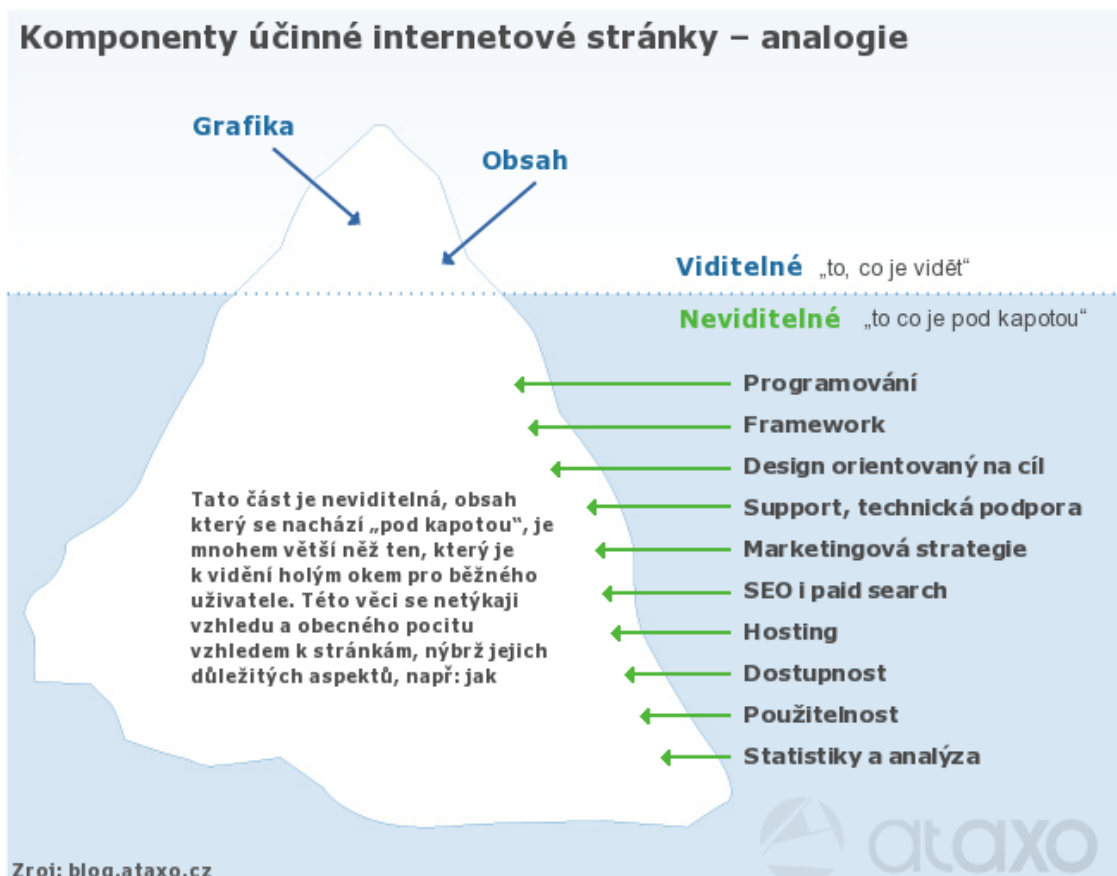 Komponenty účinné internetové stránky – analogie
Grafika
Obsah
Viditelné „to, co je vidět“
Neviditelné „to co je pod kapotou“
Programování
Framework
Design orientovaný na cíl
Support, technická podpora
Marketingová strategie
SEO i paid search
Hosting
Dostupnost
Použitelnost
Statistiky a analýza
Tato část je neviditelná, obsah
který se nachází „pod kapotou“, je
mnohem větší něž ten, který je
k vidění holým okem pro běžného
uživatele. Této věci se netýkaji
vzhledu a obecného pocitu
vzhledem k stránkám, nýbrž jejich
důležitých aspektů, např: jak
ataxo
Zroj: blog.ataxo.cz